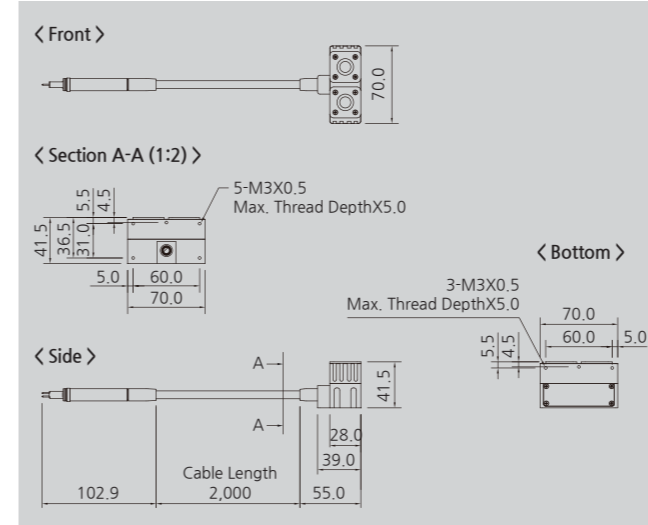 〈 Front 〉
70.0
〈 Section A-A (1:2) 〉
5-M3X0.5
Max. Thread DepthX5.0
5.5
4.5
41.5
36.5
31.0
5.0
60.0
70.0
〈 Bottom 〉
3-M3X0.5
Max. Thread DepthX5.0
70.0
60.0
5.0
5.5
4.5
〈 Side 〉
A
A
41.5
28.0
39.0
Cable Length
102.9
2,000
55.0